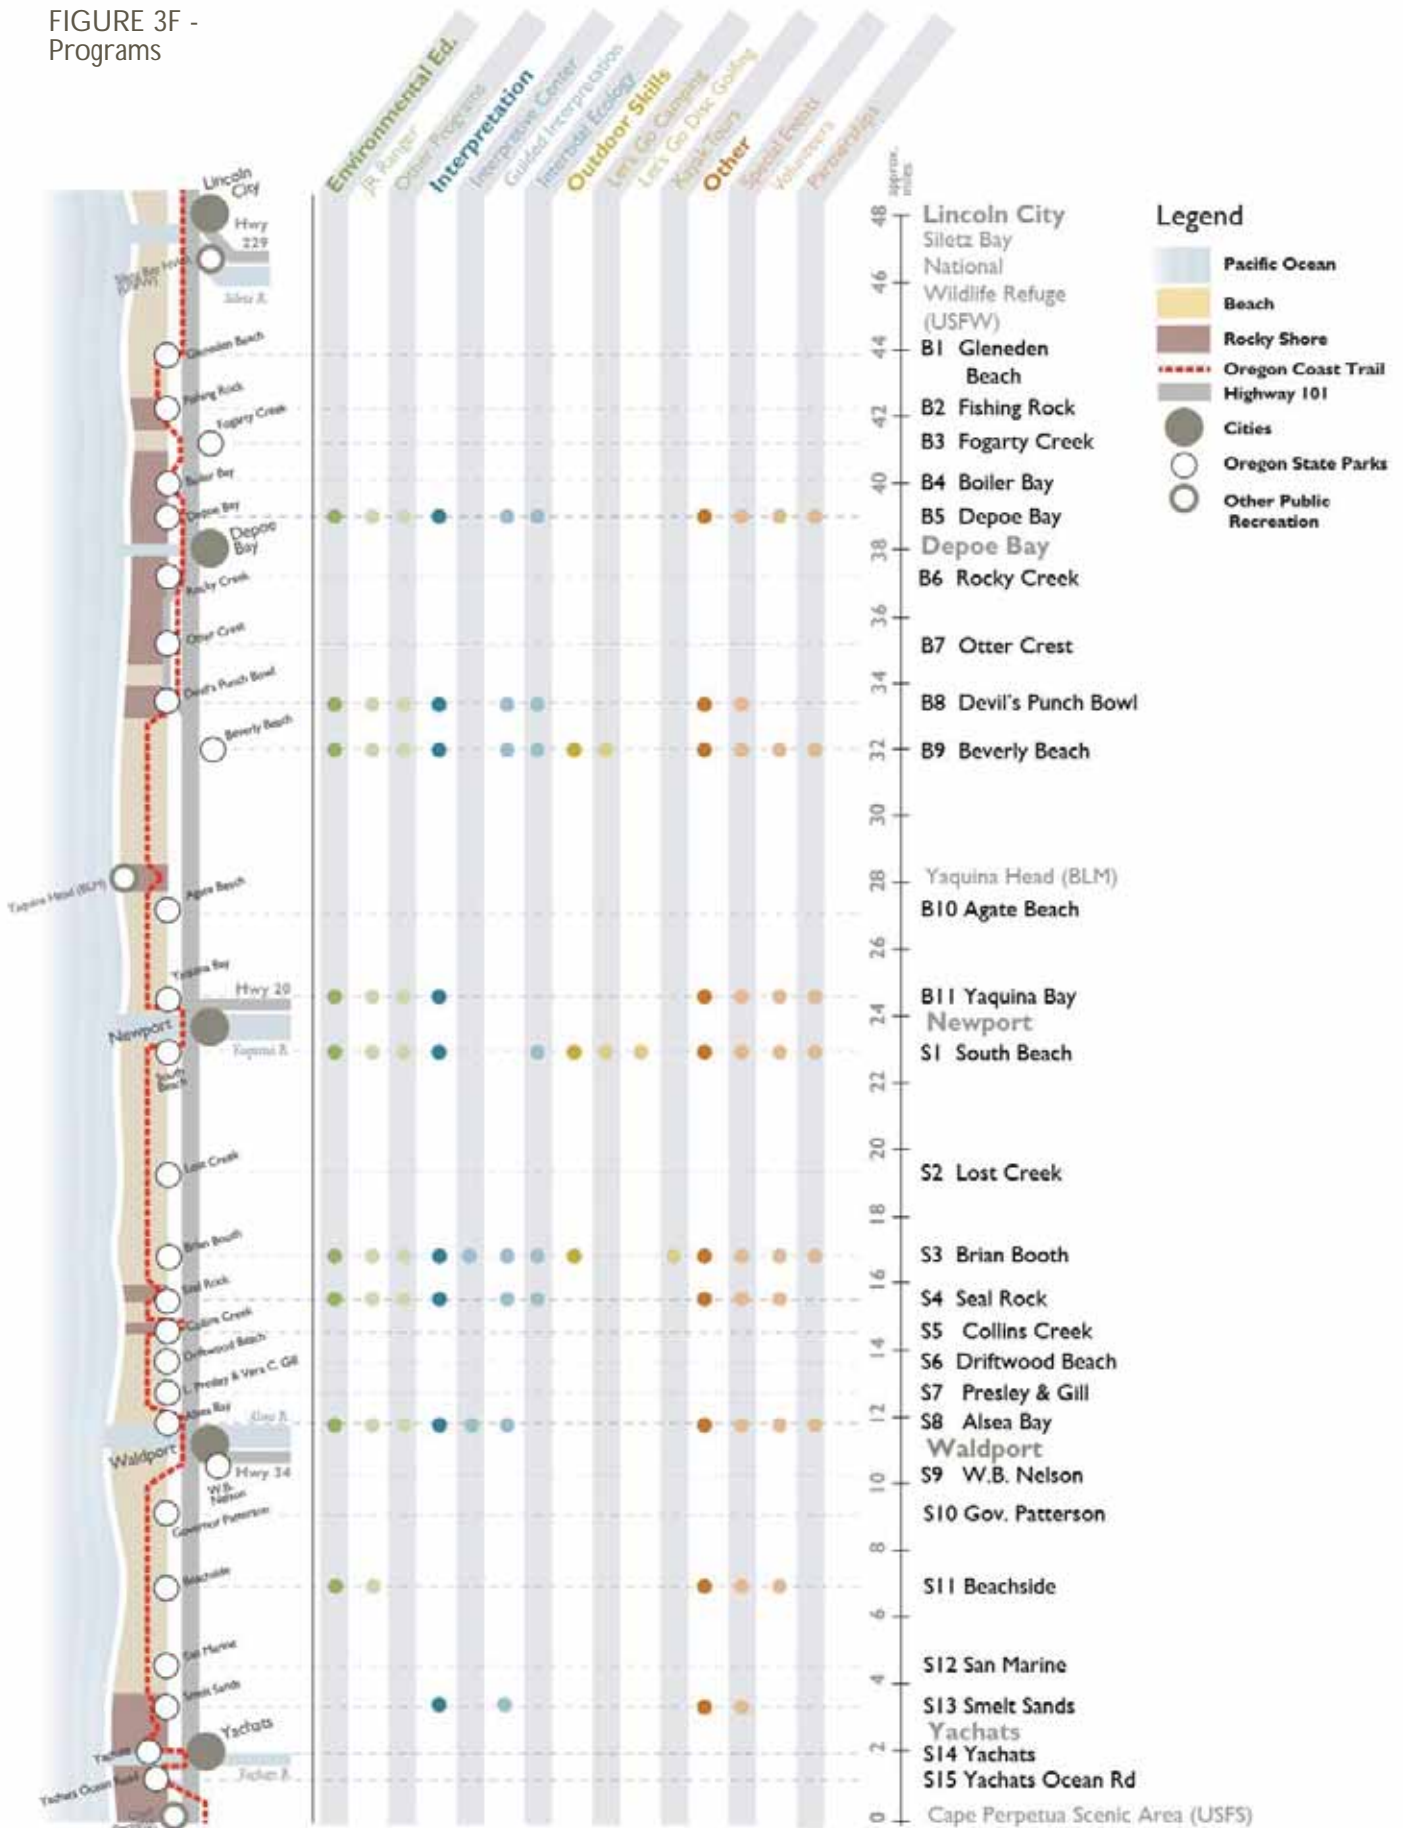 FIGURE 3F -
Programs
Environmental Ed.
JR Ranger
Other Programs
Interpretation
Interpretive Center
Guided Interpretation
Intertidal Ecology
Outdoor Skills
Let's Go Camping
Let's Go Disc Golfing
Kayak Tours
Other
Special Events
Volunteers
Partnerships
approx.
miles
48
46
44
42
40
38
36
34
32
30
28
26
24
22
20
18
16
14
12
10
8
6
4
2
0
Lincoln City
Siletz Bay
National
Wildlife Refuge
(USFW)
B1 Gleneden
Beach
B2 Fishing Rock
B3 Fogarty Creek
B4 Boiler Bay
B5 Depoe Bay
Depoe Bay
B6 Rocky Creek
B7 Otter Crest
B8 Devil's Punch Bowl
B9 Beverly Beach
Yaquina Head (BLM)
B10 Agate Beach
B11 Yaquina Bay
Newport
S1 South Beach
S2 Lost Creek
S3 Brian Booth
S4 Seal Rock
S5 Collins Creek
S6 Driftwood Beach
S7 Presley & Gill
S8 Alsea Bay
Waldport
S9 W.B. Nelson
S10 Gov. Patterson
S11 Beachside
S12 San Marine
S13 Smelt Sands
Yachats
S14 Yachats
S15 Yachats Ocean Rd
Cape Perpetua Scenic Area (USFS)
Legend
Pacific Ocean
Beach
Rocky Shore
Oregon Coast Trail
Highway 101
Cities
Oregon State Parks
Other Public
Recreation
Lincoln
City
Hwy
229
Siletz R.
Gleneden Beach
Fishing Rock
Fogarty Creek
Boiler Bay
Depoe Bay
Depoe
Bay
Rocky Creek
Otter Crest
Devil's Punch Bowl
Beverly Beach
Yaquina Head (BLM)
Agate Beach
Yaquina Bay
Hwy 20
Newport
Yaquina R.
South
Beach
Lost Creek
Brian Booth
Seal Rock
Collins Creek
Driftwood Beach
L. Presley & Vera C. Gill
Alsea Bay
Alsea R.
Waldport
Hwy 34
W.B.
Nelson
Governor Patterson
Beachside
San Marine
Smelt Sands
Yachats
Yachats
Yachats R.
Yachats Ocean Road